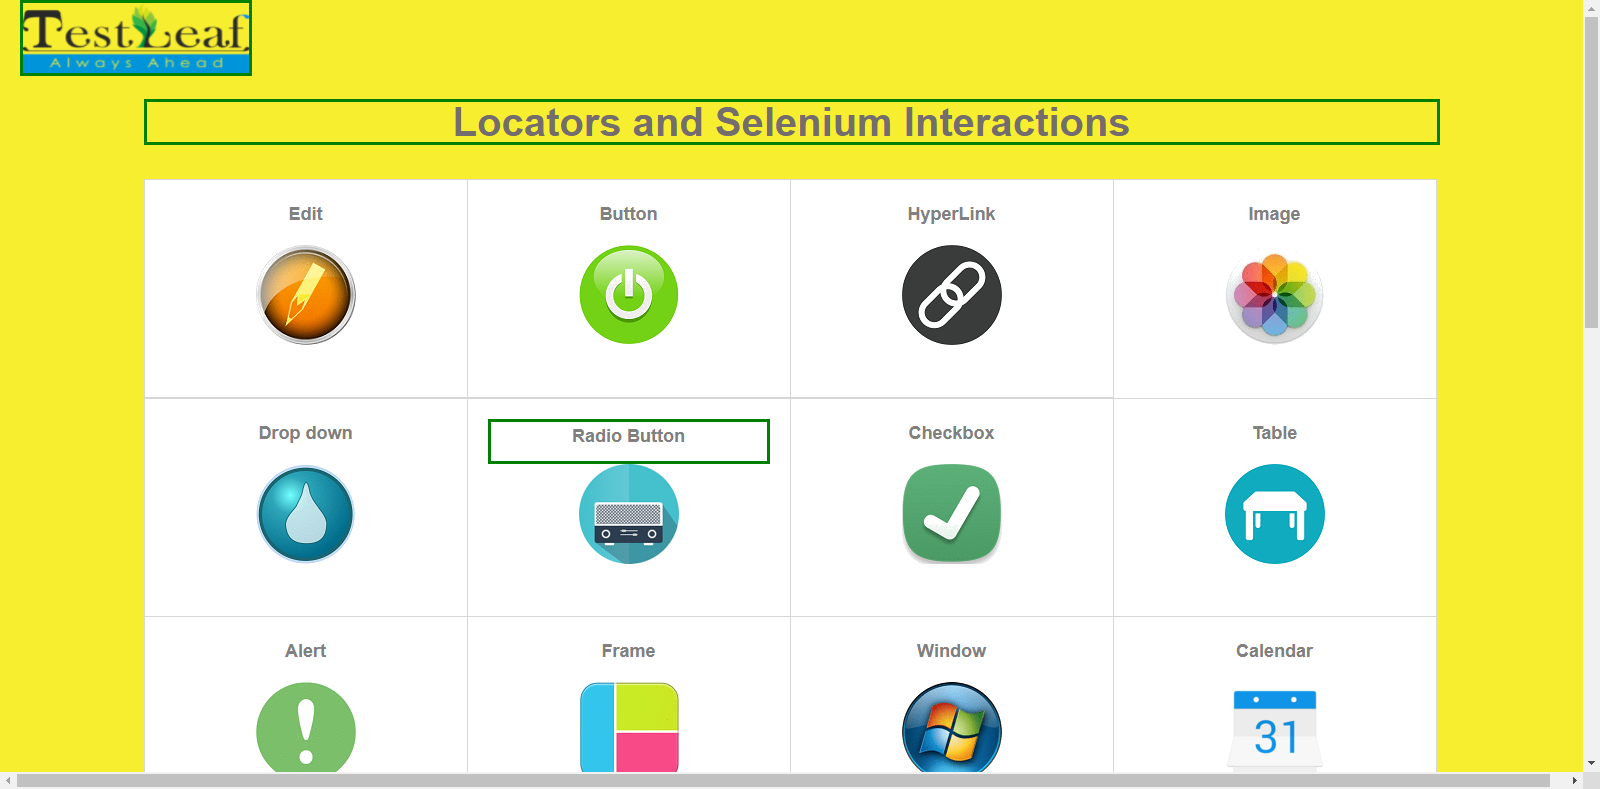 TestLeaf
Always Ahead
Locators and Selenium Interactions
Edit
Button
HyperLink
Image
Drop down
Radio Button
Checkbox
Table
Alert
Frame
Window
Calendar
31